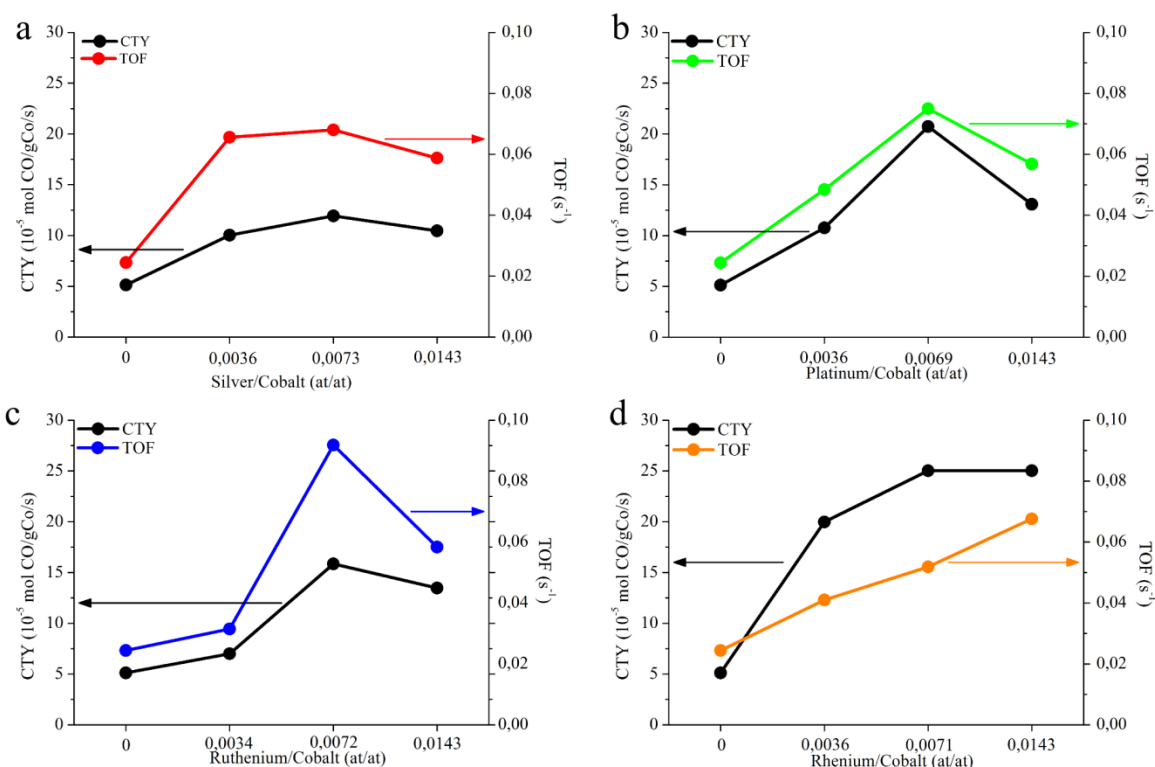 a
CTY
TOF
30
25
20
15
10
5
0
CTY (10⁻⁵ mol CO/gCo/s)
0,10
0,08
0,06
0,04
0,02
0,00
TOF (s⁻¹)
0 0,0036 0,0073 0,0143
Silver/Cobalt (at/at)
b
CTY
TOF
30
25
20
15
10
5
0
CTY (10⁻⁵ mol CO/gCo/s)
0,10
0,08
0,06
0,04
0,02
0,00
TOF (s⁻¹)
0 0,0036 0,0069 0,0143
Platinum/Cobalt (at/at)
c
CTY
TOF
30
25
20
15
10
5
0
CTY (10⁻⁵ mol CO/gCo/s)
0,10
0,08
0,06
0,04
0,02
0,00
TOF (s⁻¹)
0 0,0034 0,0072 0,0143
Ruthenium/Cobalt (at/at)
d
CTY
TOF
30
25
20
15
10
5
0
CTY (10⁻⁵ mol CO/gCo/s)
0,10
0,08
0,06
0,04
0,02
0,00
TOF (s⁻¹)
0 0,0036 0,0071 0,0143
Rhenium/Cobalt (at/at)